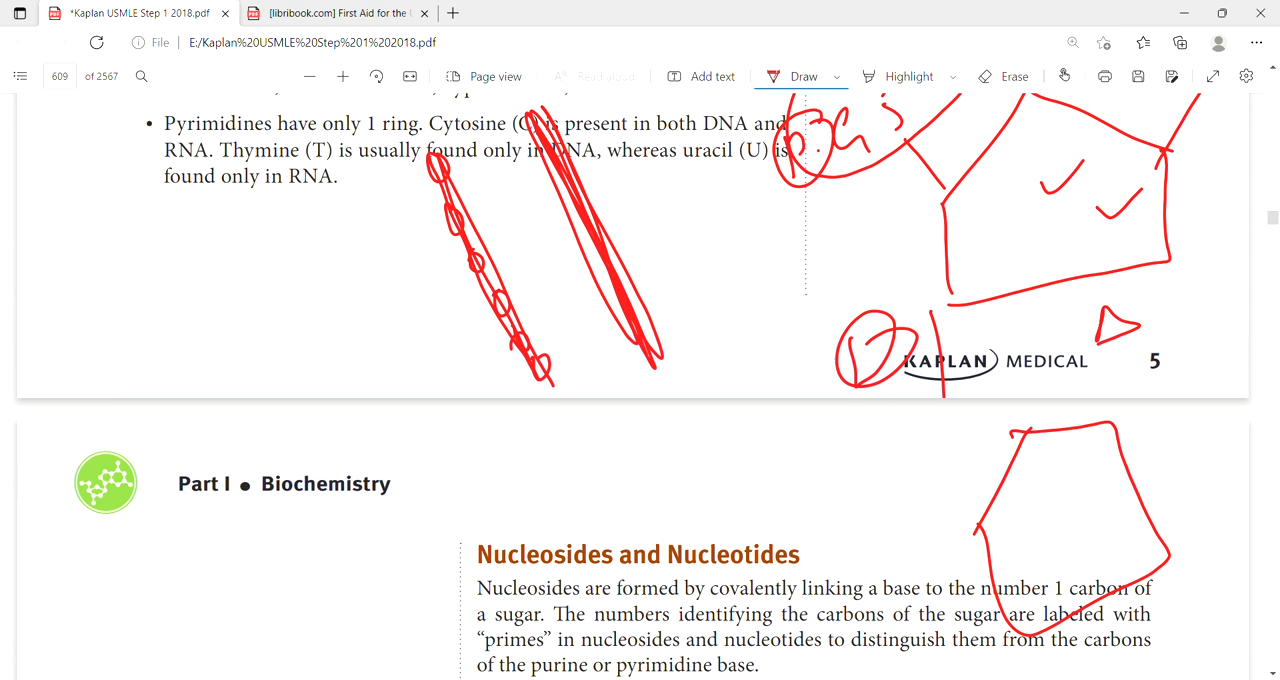 *Kaplan USMLE Step 1 2018.pdf
[libribook.com] First Aid for the U
File
E:/Kaplan%20USMLE%20Step%201%202018.pdf
609 of 2567
Page view
Read aloud
Add text
Draw
Highlight
Erase
• Pyrimidines have only 1 ring. Cytosine (C) is present in both DNA and
RNA. Thymine (T) is usually found only in DNA, whereas uracil (U) is
found only in RNA.
KAPLAN MEDICAL 5
Part I • Biochemistry
Nucleosides and Nucleotides
Nucleosides are formed by covalently linking a base to the number 1 carbon of
a sugar. The numbers identifying the carbons of the sugar are labeled with
“primes” in nucleosides and nucleotides to distinguish them from the carbons
of the purine or pyrimidine base.